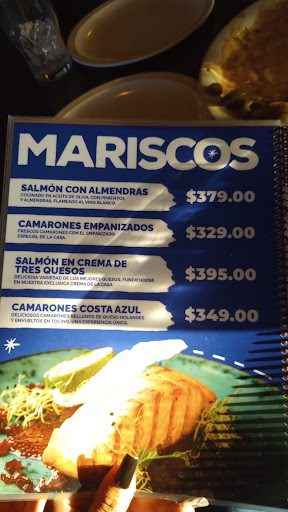 MARISCOS
SALMÓN CON ALMENDRAS
COCINADO EN ACEITE DE OLIVA, CON PIMIENTOS
Y ALMENDRAS, FLAMEADO AL VINO BLANCO.
$379.00
CAMARONES EMPANIZADOS
FRESCOS CAMARONES CON EL EMPANIZADO
ESPECIAL DE LA CASA.
$329.00
SALMÓN EN CREMA DE
TRES QUESOS
DELICIOSA VARIEDAD DE LOS MEJORES QUESOS, FUNDIENDOSE
EN NUESTRA EXCLUSICA CREMA DE LA CASA
$395.00
CAMARONES COSTA AZUL
DELICIOSOS CAMARONES RELLENOS DE QUESO HOLANDES
Y ENVUELTOS EN TOCINO, UNA EXPERIENCIA ÚNICA.
$349.00